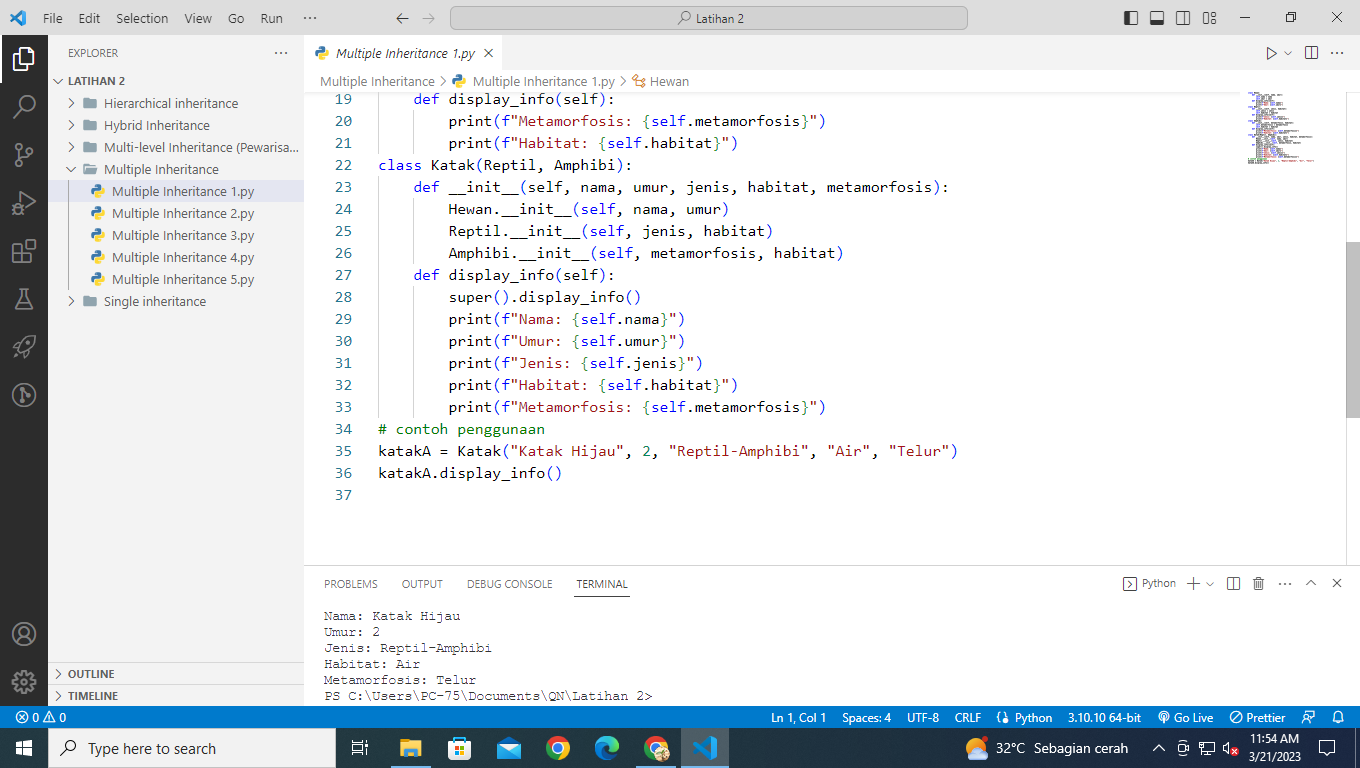 File Edit Selection View Go Run ··· Latihan 2
EXPLORER ···
LATIHAN 2
Hierarchical inheritance
Hybrid Inheritance
Multi-level Inheritance (Pewarisa...
Multiple Inheritance
Multiple Inheritance 1.py
Multiple Inheritance 2.py
Multiple Inheritance 3.py
Multiple Inheritance 4.py
Multiple Inheritance 5.py
Single inheritance
OUTLINE
TIMELINE
Multiple Inheritance 1.py
Multiple Inheritance > Multiple Inheritance 1.py > Hewan
19     def display_info(self):
20         print(f"Metamorfosis: {self.metamorfosis}")
21         print(f"Habitat: {self.habitat}")
22 class Katak(Reptil, Amphibi):
23     def __init__(self, nama, umur, jenis, habitat, metamorfosis):
24         Hewan.__init__(self, nama, umur)
25         Reptil.__init__(self, jenis, habitat)
26         Amphibi.__init__(self, metamorfosis, habitat)
27     def display_info(self):
28         super().display_info()
29         print(f"Nama: {self.nama}")
30         print(f"Umur: {self.umur}")
31         print(f"Jenis: {self.jenis}")
32         print(f"Habitat: {self.habitat}")
33         print(f"Metamorfosis: {self.metamorfosis}")
34 # contoh penggunaan
35 katakA = Katak("Katak Hijau", 2, "Reptil-Amphibi", "Air", "Telur")
36 katakA.display_info()
37
PROBLEMS OUTPUT DEBUG CONSOLE TERMINAL Python
Nama: Katak Hijau
Umur: 2
Jenis: Reptil-Amphibi
Habitat: Air
Metamorfosis: Telur
PS C:\Users\PC-75\Documents\QN\Latihan 2>
0 0 Ln 1, Col 1 Spaces: 4 UTF-8 CRLF Python 3.10.10 64-bit Go Live Prettier
Type here to search 32°C Sebagian cerah 11:54 AM
3/21/2023